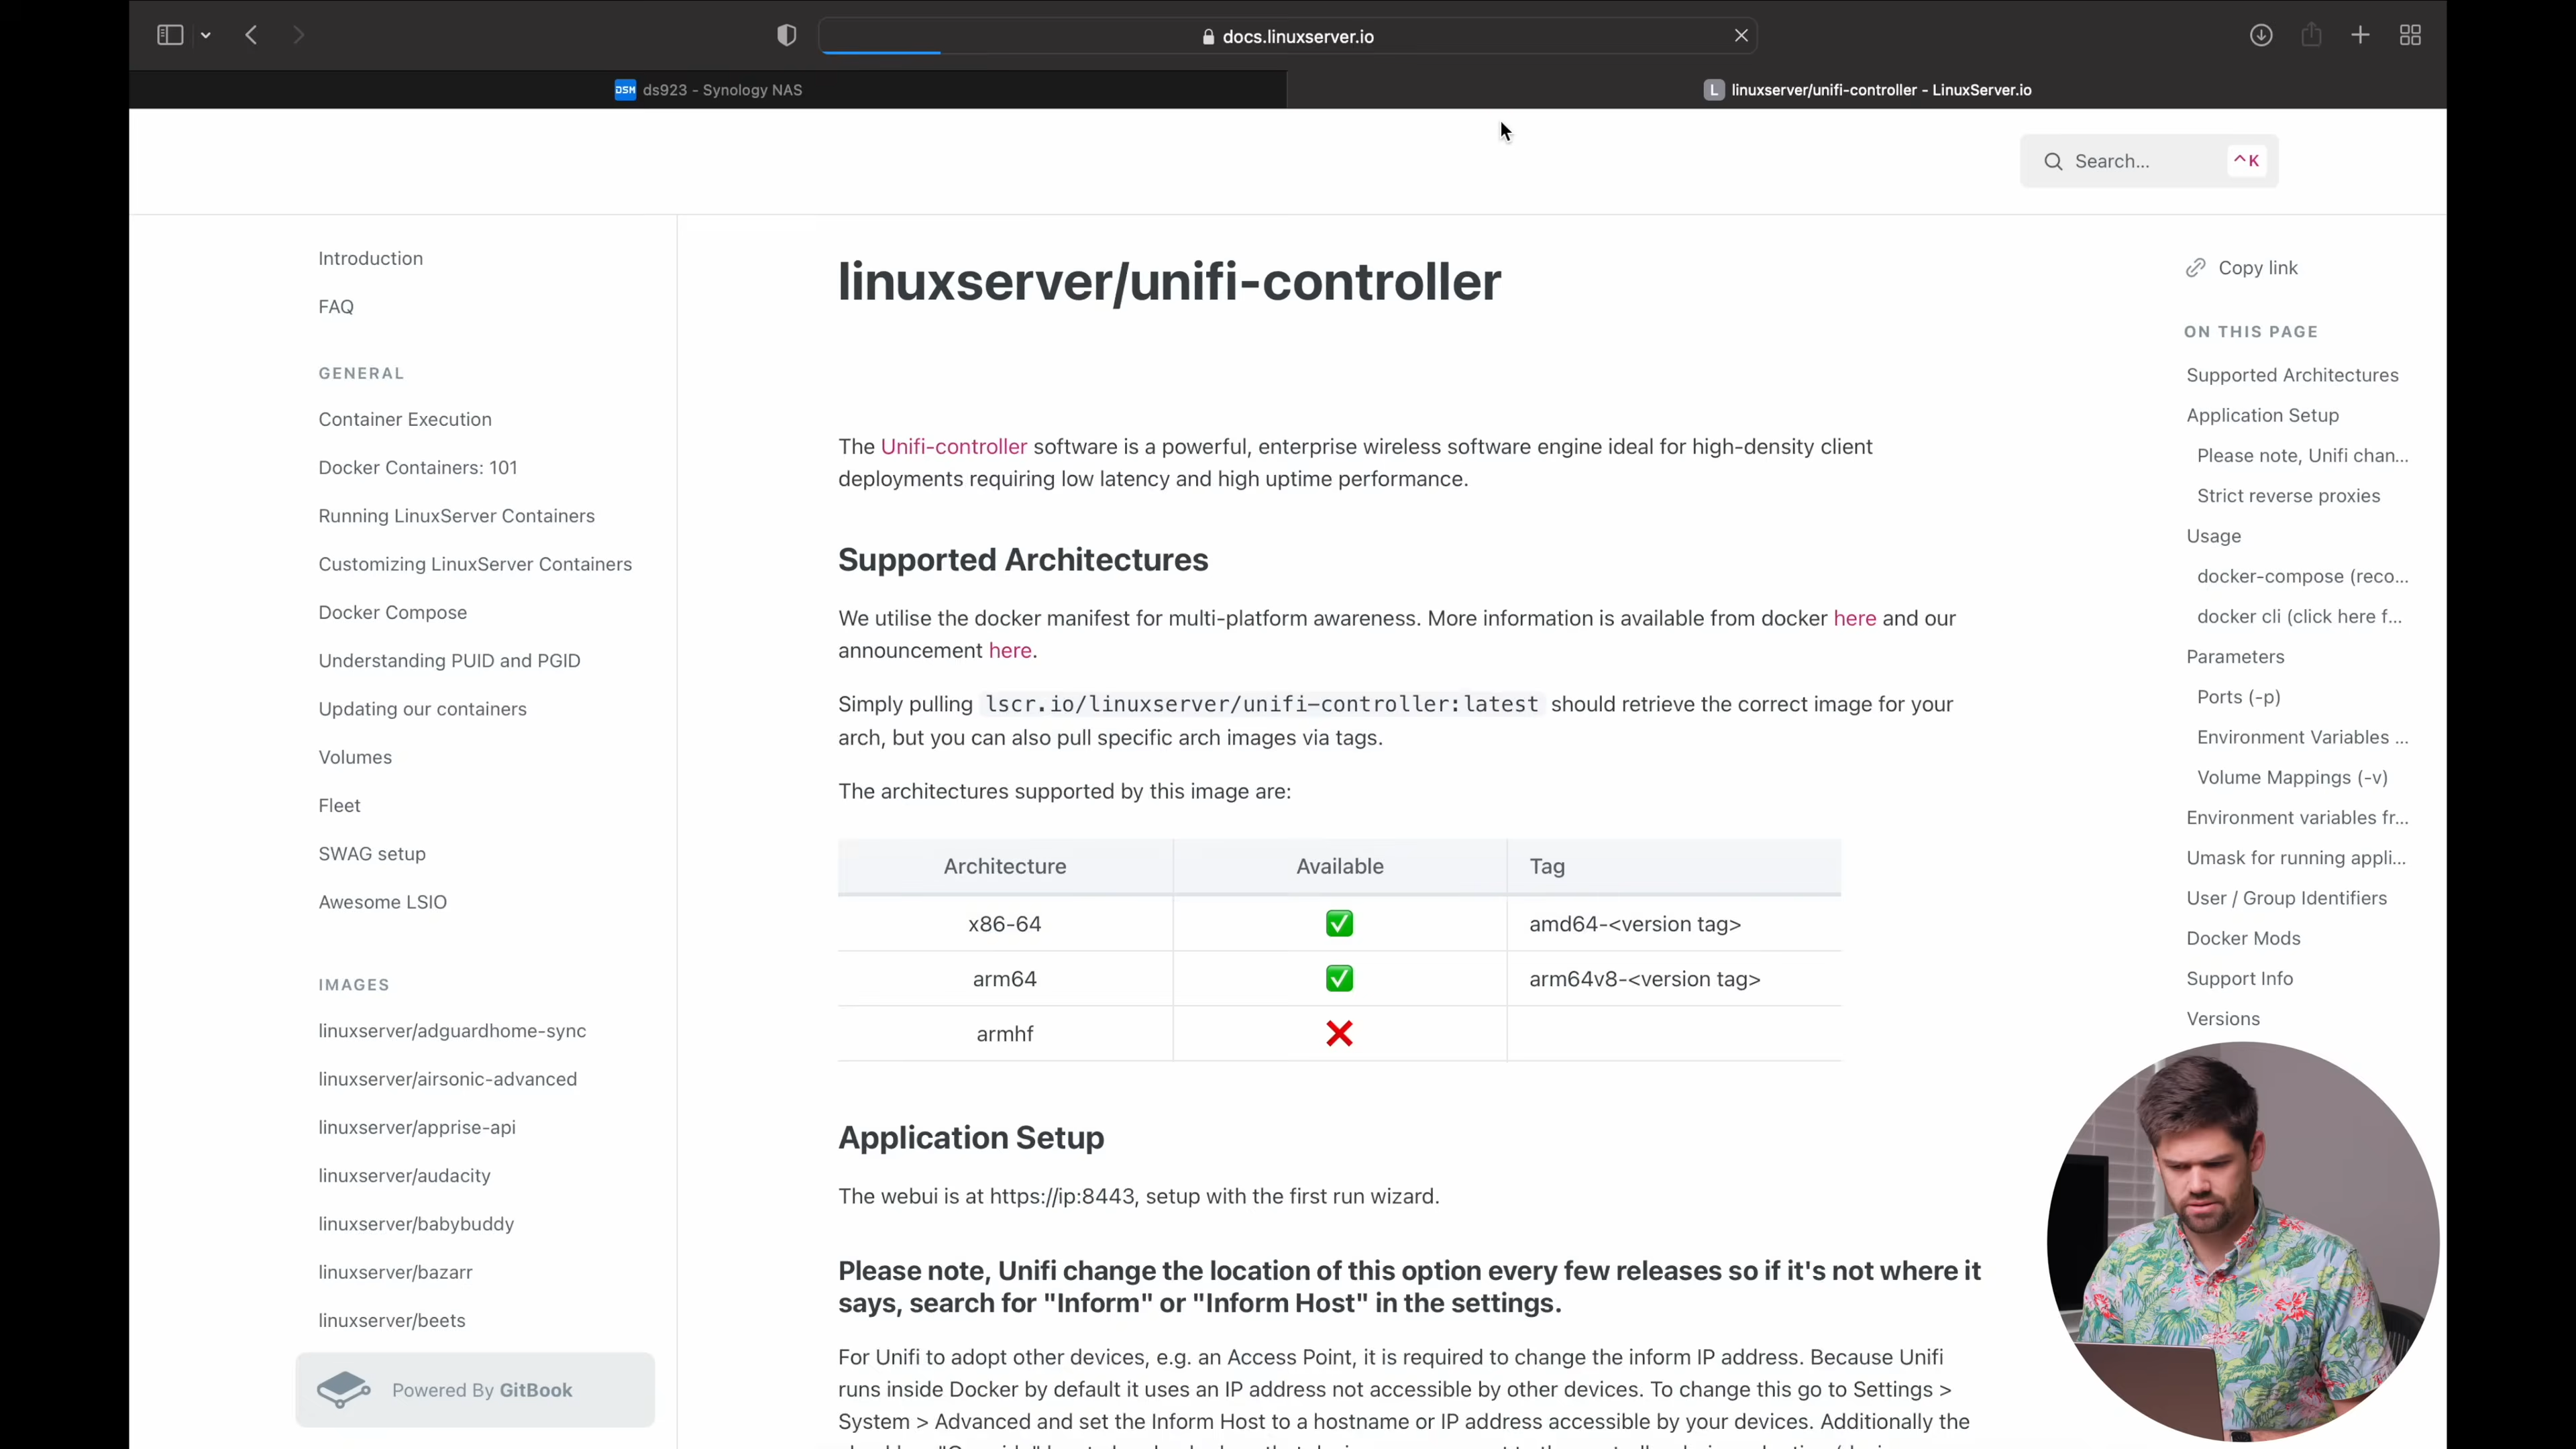 docs.linuxserver.io
DSM ds923 - Synology NAS
L linuxserver/unifi-controller - LinuxServer.io
Search... ^K
Introduction
FAQ
GENERAL
Container Execution
Docker Containers: 101
Running LinuxServer Containers
Customizing LinuxServer Containers
Docker Compose
Understanding PUID and PGID
Updating our containers
Volumes
Fleet
SWAG setup
Awesome LSIO
IMAGES
linuxserver/adguardhome-sync
linuxserver/airsonic-advanced
linuxserver/apprise-api
linuxserver/audacity
linuxserver/babybuddy
linuxserver/bazarr
linuxserver/beets
Powered By GitBook
linuxserver/unifi-controller
The Unifi-controller software is a powerful, enterprise wireless software engine ideal for high-density client
deployments requiring low latency and high uptime performance.
Supported Architectures
We utilise the docker manifest for multi-platform awareness. More information is available from docker here and our
announcement here.
Simply pulling lscr.io/linuxserver/unifi-controller:latest should retrieve the correct image for your
arch, but you can also pull specific arch images via tags.
The architectures supported by this image are:
Architecture Available Tag
x86-64 ✅ amd64-<version tag>
arm64 ✅ arm64v8-<version tag>
armhf ❌
Application Setup
The webui is at https://ip:8443, setup with the first run wizard.
Please note, Unifi change the location of this option every few releases so if it's not where it
says, search for "Inform" or "Inform Host" in the settings.
For Unifi to adopt other devices, e.g. an Access Point, it is required to change the inform IP address. Because Unifi
runs inside Docker by default it uses an IP address not accessible by other devices. To change this go to Settings >
System > Advanced and set the Inform Host to a hostname or IP address accessible by your devices. Additionally the
Copy link
ON THIS PAGE
Supported Architectures
Application Setup
Please note, Unifi chan...
Strict reverse proxies
Usage
docker-compose (reco...
docker cli (click here f...
Parameters
Ports (-p)
Environment Variables ...
Volume Mappings (-v)
Environment variables fr...
Umask for running appli...
User / Group Identifiers
Docker Mods
Support Info
Versions